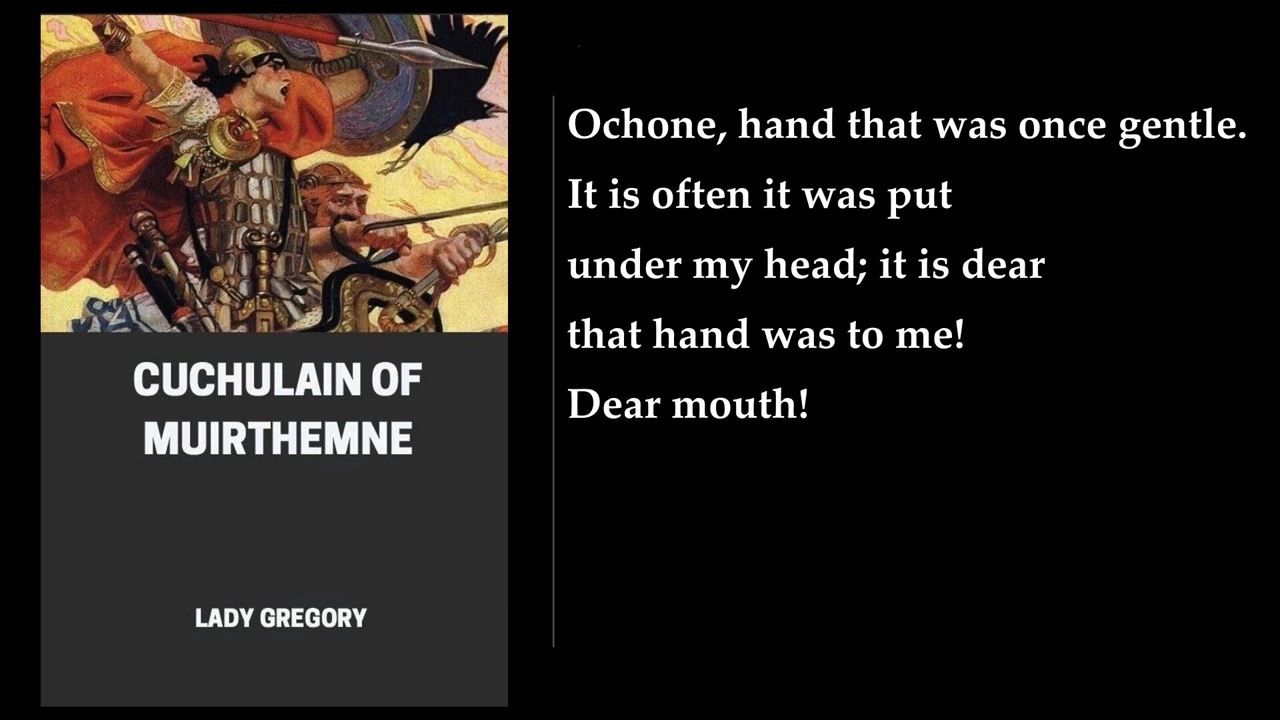 CUCHULAIN OF
MUIRTHEMNE
LADY GREGORY
Ochone, hand that was once gentle.
It is often it was put
under my head; it is dear
that hand was to me!
Dear mouth!